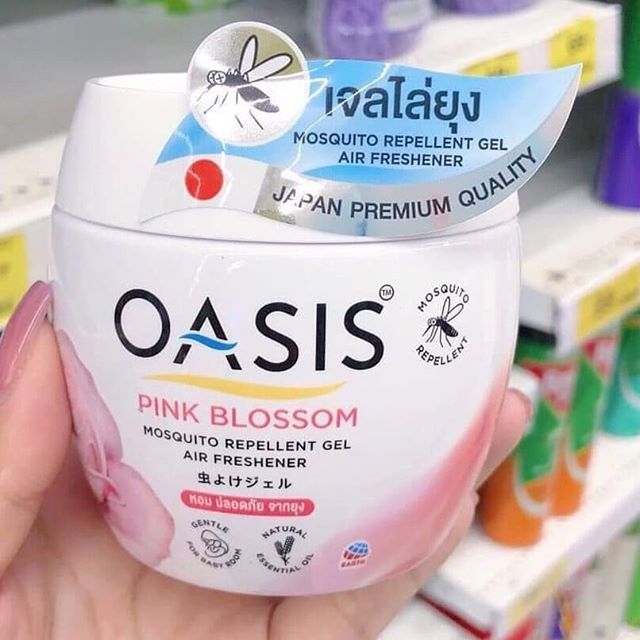 เจลไล่ยุง
MOSQUITO REPELLENT GEL
AIR FRESHENER
JAPAN PREMIUM QUALITY
OASIS™
MOSQUITO
REPELLENT
PINK BLOSSOM
MOSQUITO REPELLENT GEL
AIR FRESHENER
虫よけジェル
หอม ปลอดภัย จากยุง
GENTLE
FOR BABY ROOM
NATURAL
ESSENTIAL OIL
EARTH